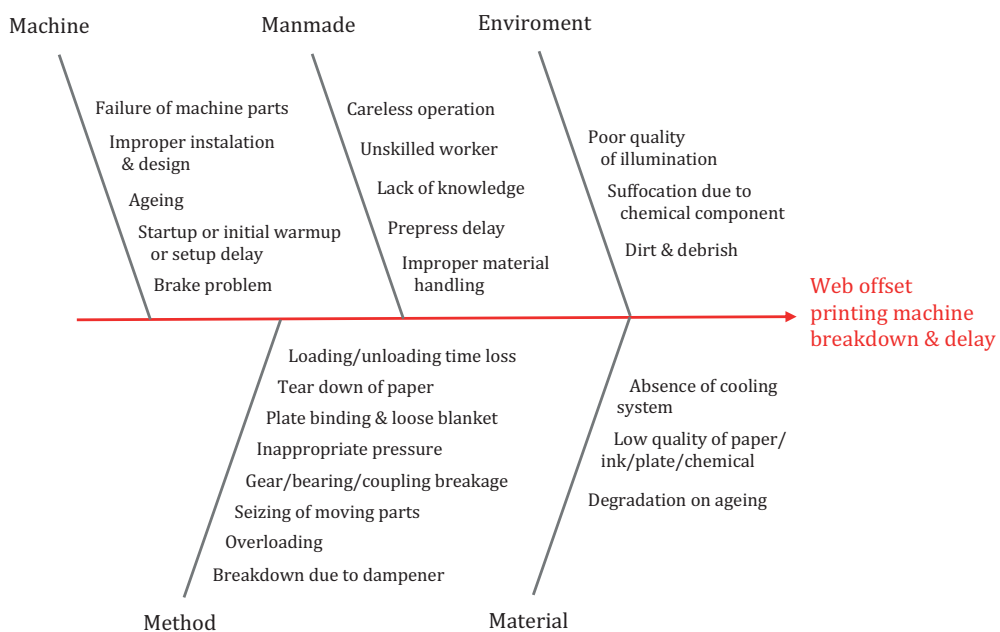 Machine
Failure of machine parts
Improper instalation
& design
Ageing
Startup or initial warmup
or setup delay
Brake problem
Manmade
Careless operation
Unskilled worker
Lack of knowledge
Prepress delay
Improper material
handling
Enviroment
Poor quality
of illumination
Suffocation due to
chemical component
Dirt & debrish
Web offset
printing machine
breakdown & delay
Loading/unloading time loss
Tear down of paper
Plate binding & loose blanket
Inappropriate pressure
Gear/bearing/coupling breakage
Seizing of moving parts
Overloading
Breakdown due to dampener
Method
Absence of cooling
system
Low quality of paper/
ink/plate/chemical
Degradation on ageing
Material